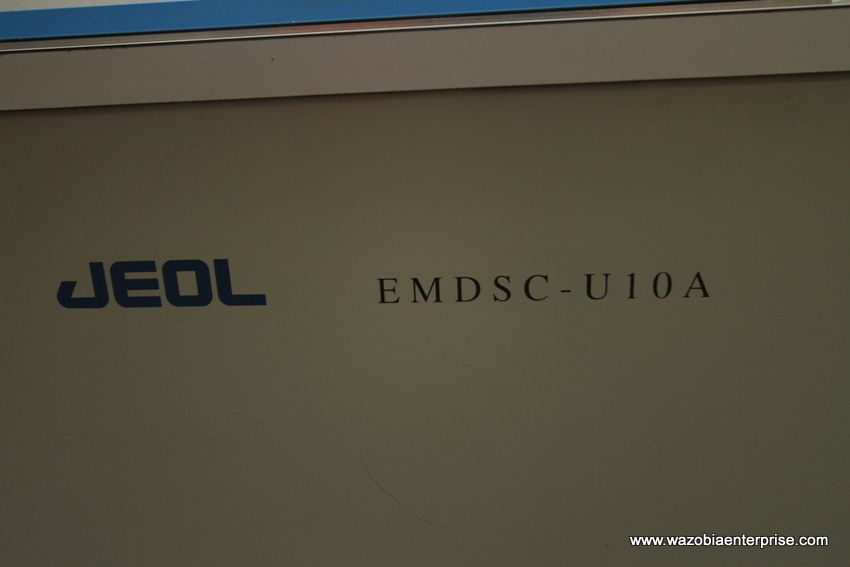 JEOL EMDSC-U10A
www.wazobiaenterprise.com